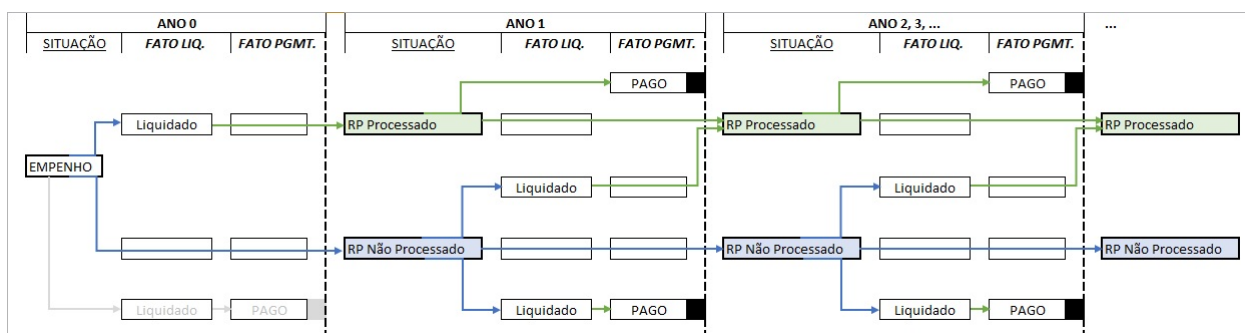 ANO 0 ANO 1 ANO 2, 3, ... ...
SITUAÇÃO FATO LIQ. FATO PGMT. SITUAÇÃO FATO LIQ. FATO PGMT. SITUAÇÃO FATO LIQ. FATO PGMT.
PAGO PAGO
Liquidado RP Processado RP Processado RP Processado
EMPENHO
Liquidado Liquidado
RP Não Processado RP Não Processado RP Não Processado
Liquidado PAGO Liquidado PAGO Liquidado PAGO